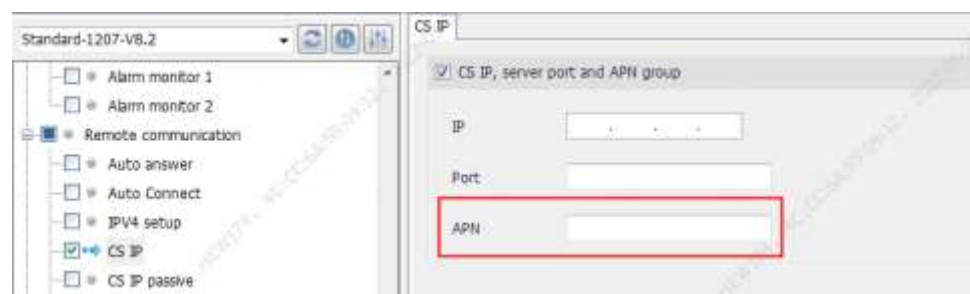 Standard-1207-V8.2
Alarm monitor 1
Alarm monitor 2
Remote communication
Auto answer
Auto Connect
IPV4 setup
CS IP
CS IP passive
CS IP
CS IP, server port and APN group
IP
Port
APN